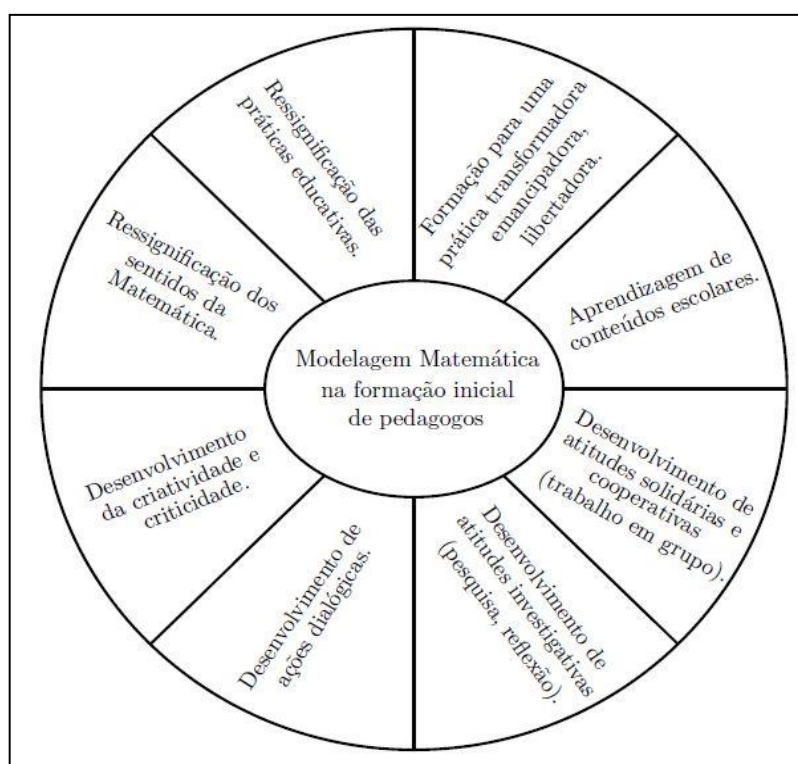 Formação para uma
prática transformadora
emancipadora,
libertadora.
Aprendizagem de
conteúdos escolares.
Desenvolvimento de
atitudes solidárias e
cooperativas
(trabalho em grupo).
Desenvolvimento de
atitudes investigativas
(pesquisa, reflexão).
Desenvolvimento de
ações dialógicas.
Desenvolvimento
da criatividade e
criticidade.
Ressignificação dos
sentidos da
Matemática.
Ressignificação das
práticas educativas.
Modelagem Matemática
na formação inicial
de pedagogos